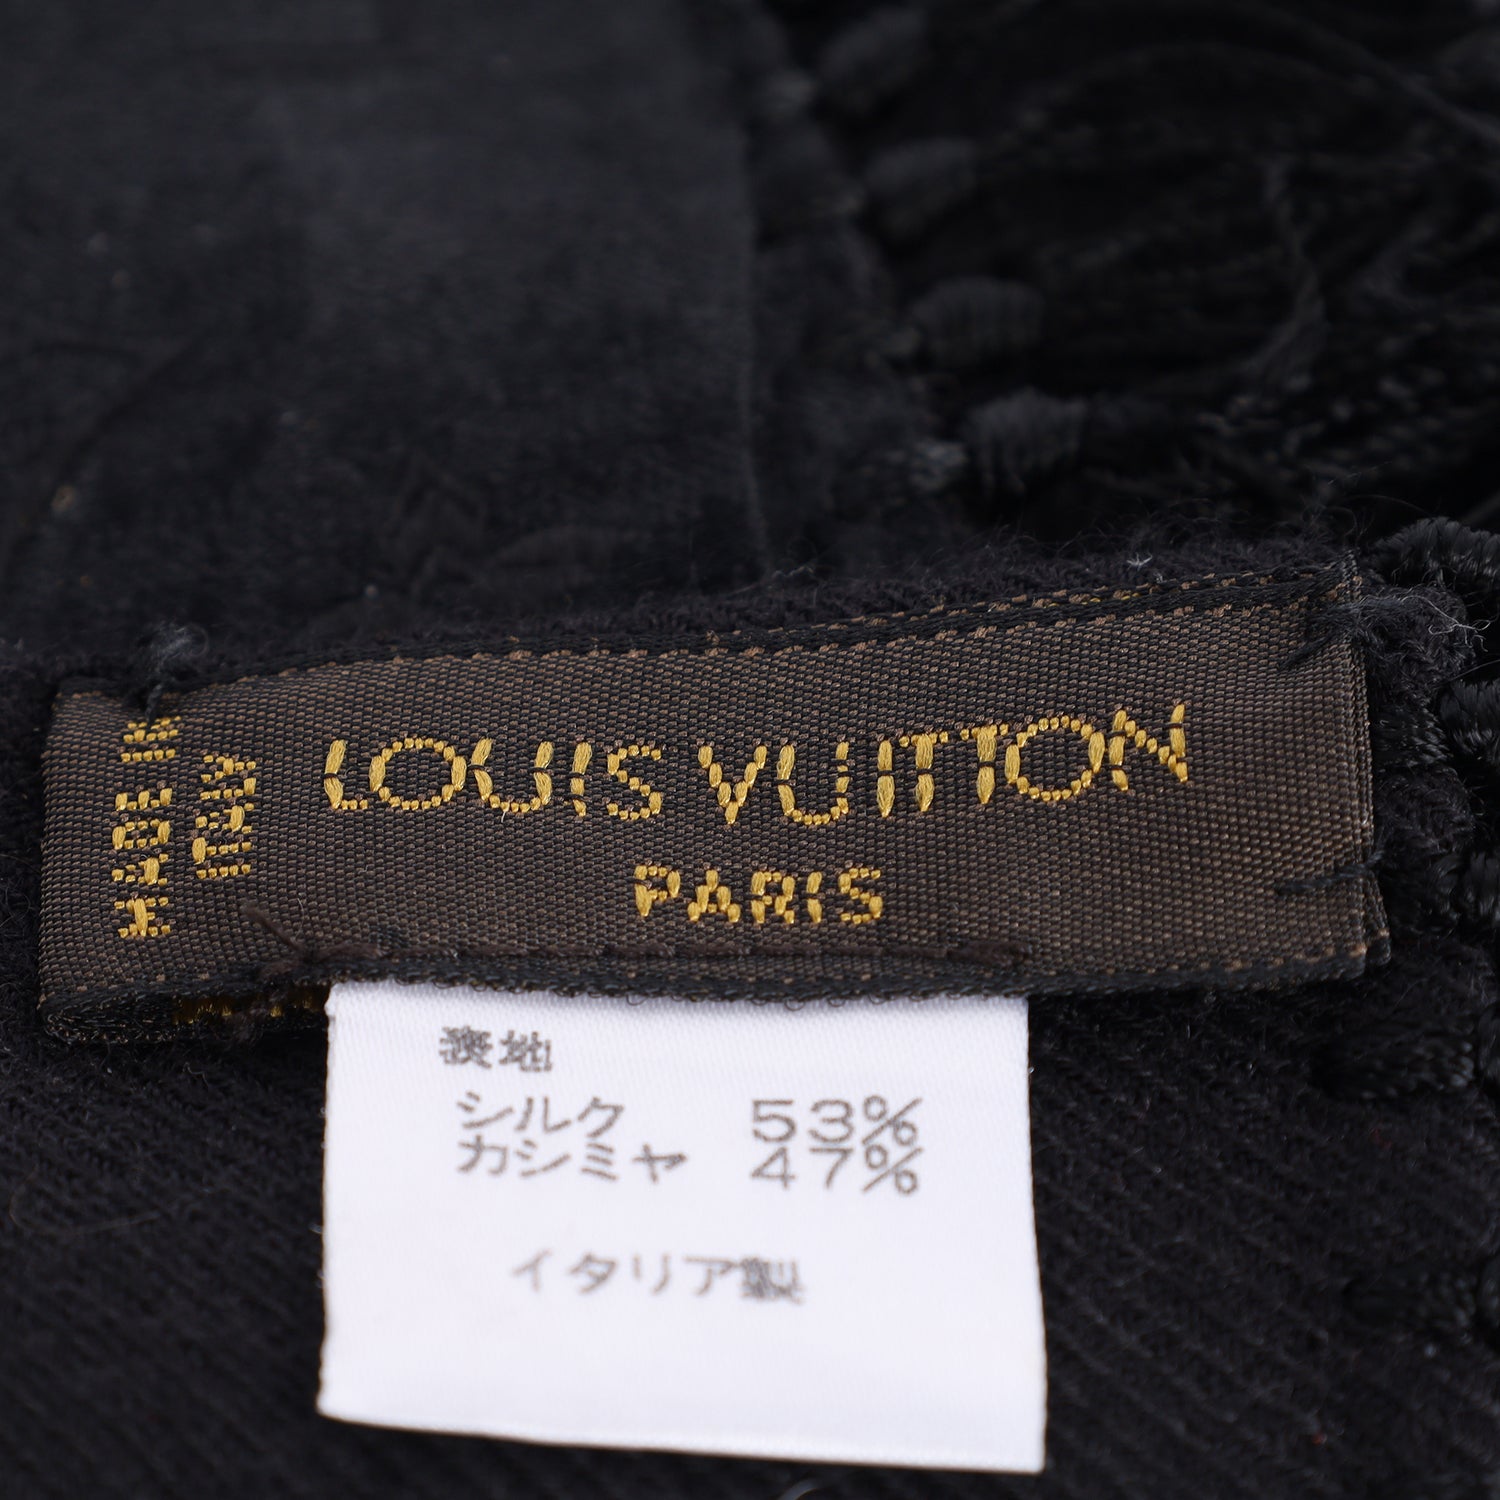 MADE IN
ITALY
LOUIS VUITTON
PARIS
表地
シルク 53%
カシミヤ 47%
イタリア製